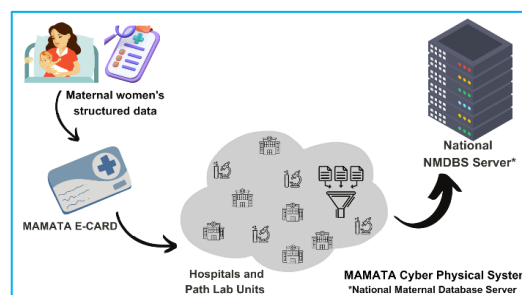 Maternal women's
structured data
MAMATA E-CARD
Hospitals and
Path Lab Units
National
NMDBS Server*
MAMATA Cyber Physical System
*National Maternal Database Server